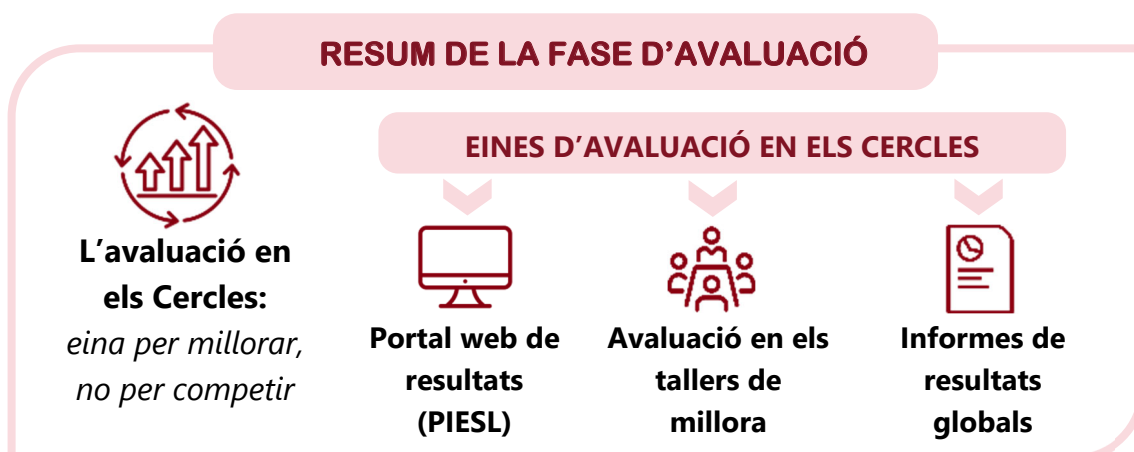 RESUM DE LA FASE D’AVALUACIÓ
L’avaluació en
els Cercles:
eina per millorar,
no per competir
EINES D’AVALUACIÓ EN ELS CERCLES
Portal web de
resultats
(PIESL)
Avaluació en els
tallers de
millora
Informes de
resultats
globals